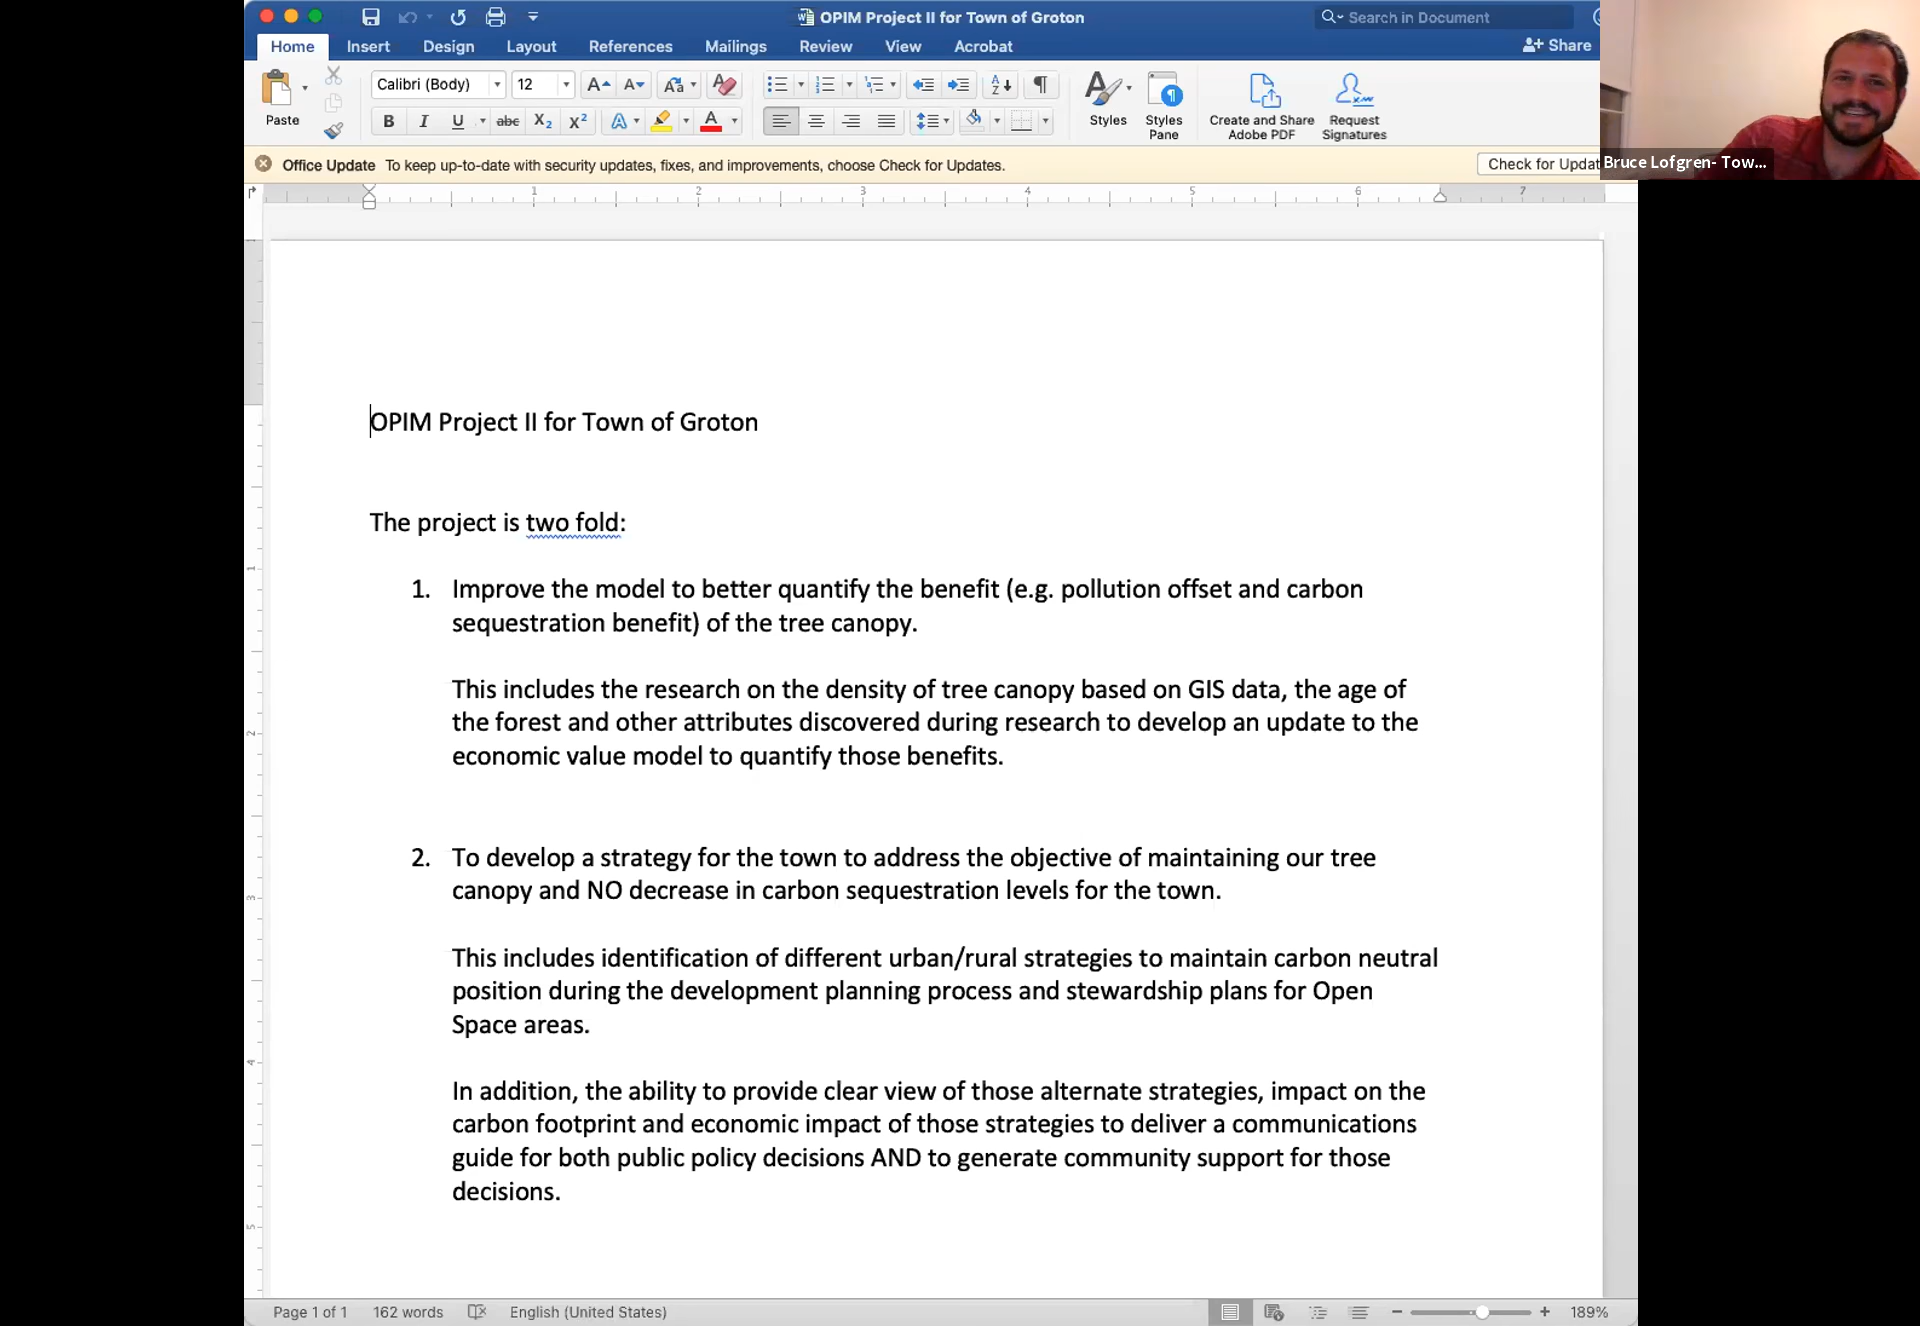 OPIM Project II for Town of Groton
Search in Document
Home Insert Design Layout References Mailings Review View Acrobat
Share
Paste
Calibri (Body) 12
B I U abc X2 X2 A A
Styles
Styles Pane
Create and Share Adobe PDF
Request Signatures
Office Update To keep up-to-date with security updates, fixes, and improvements, choose Check for Updates.
Check for Updat
Bruce Lofgren- Tow...
1 2 3 4 5 6 7
OPIM Project II for Town of Groton
The project is two fold:
1. Improve the model to better quantify the benefit (e.g. pollution offset and carbon
sequestration benefit) of the tree canopy.
This includes the research on the density of tree canopy based on GIS data, the age of
the forest and other attributes discovered during research to develop an update to the
economic value model to quantify those benefits.
2. To develop a strategy for the town to address the objective of maintaining our tree
canopy and NO decrease in carbon sequestration levels for the town.
This includes identification of different urban/rural strategies to maintain carbon neutral
position during the development planning process and stewardship plans for Open
Space areas.
In addition, the ability to provide clear view of those alternate strategies, impact on the
carbon footprint and economic impact of those strategies to deliver a communications
guide for both public policy decisions AND to generate community support for those
decisions.
Page 1 of 1 162 words English (United States) 189%